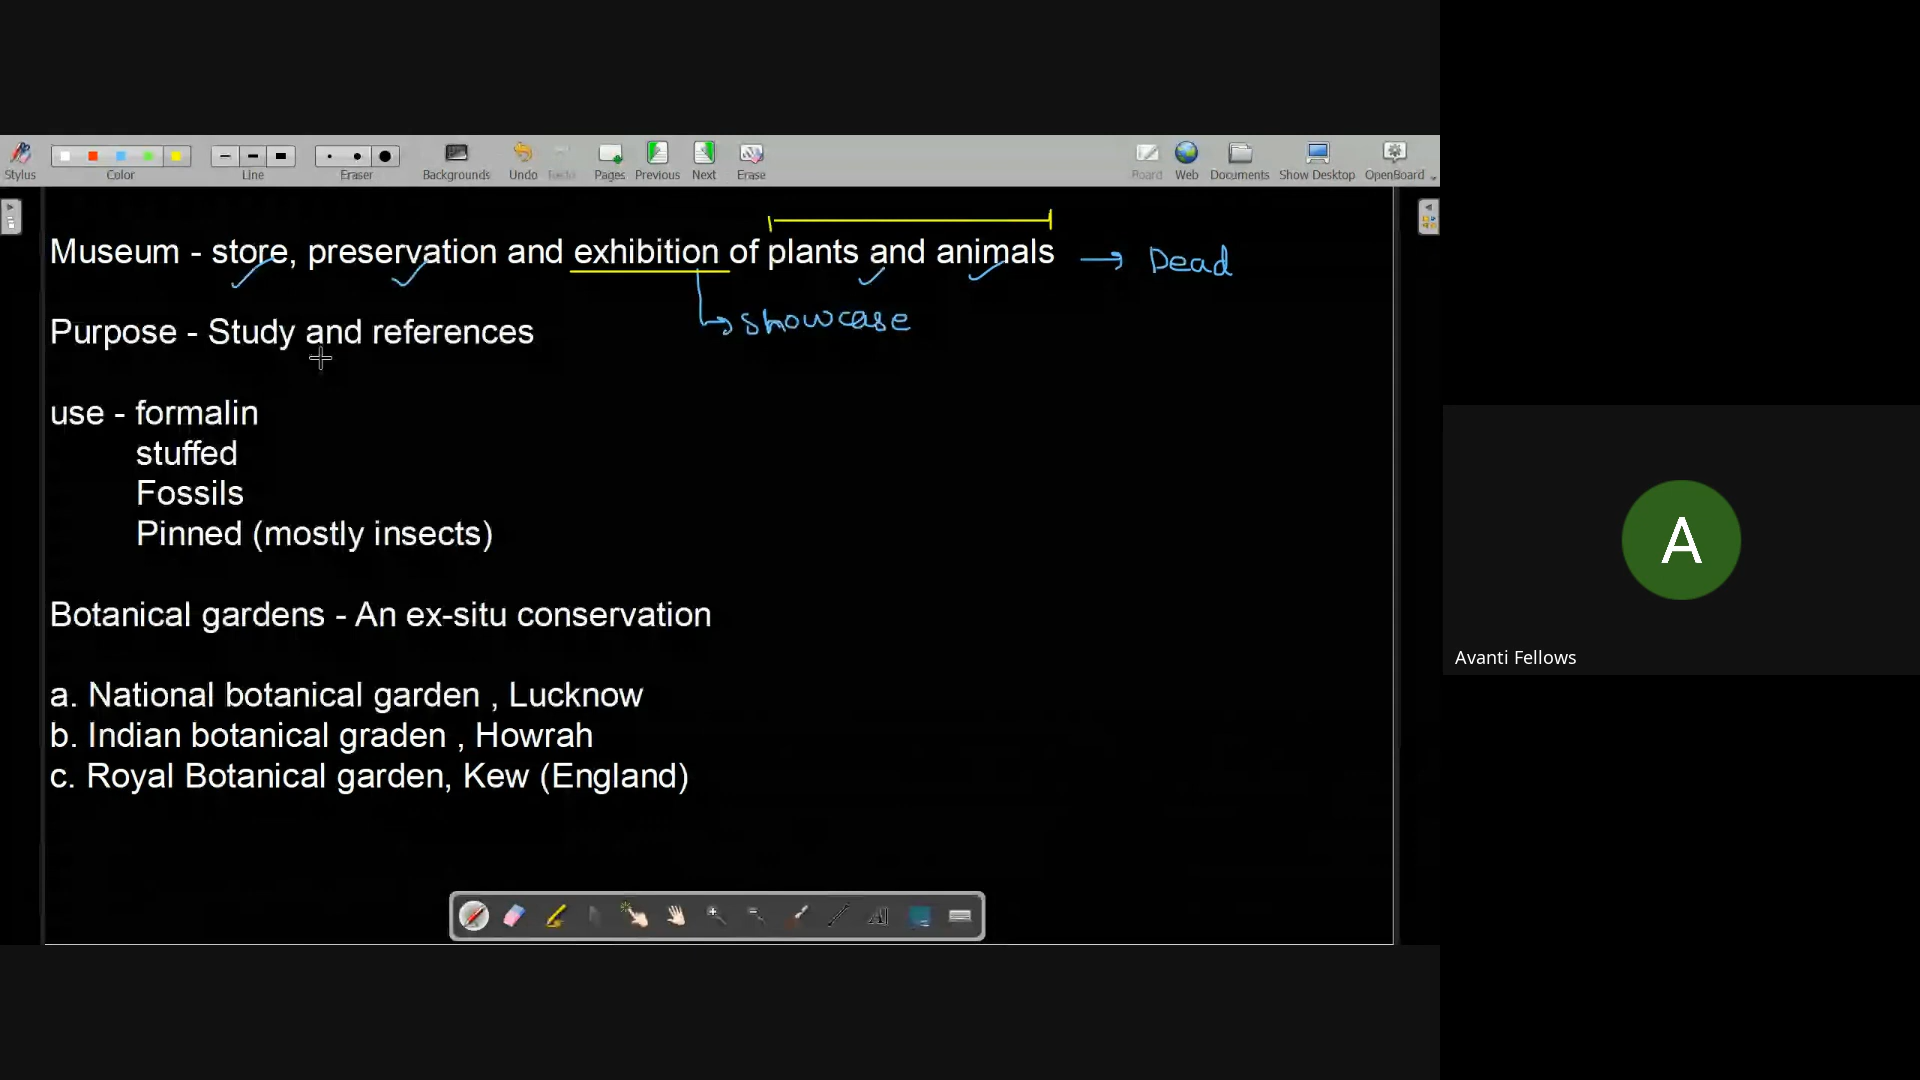 Stylus
Color
Line
Eraser
Backgrounds
Undo
Pages
Previous
Next
Erase
Board
Web
Documents
Show Desktop
OpenBoard
Museum - store, preservation and exhibition of plants and animals → Dead
↳ showcase
Purpose - Study and references
use - formalin
stuffed
Fossils
Pinned (mostly insects)
Botanical gardens - An ex-situ conservation
a. National botanical garden , Lucknow
b. Indian botanical graden , Howrah
c. Royal Botanical garden, Kew (England)
A
Avanti Fellows